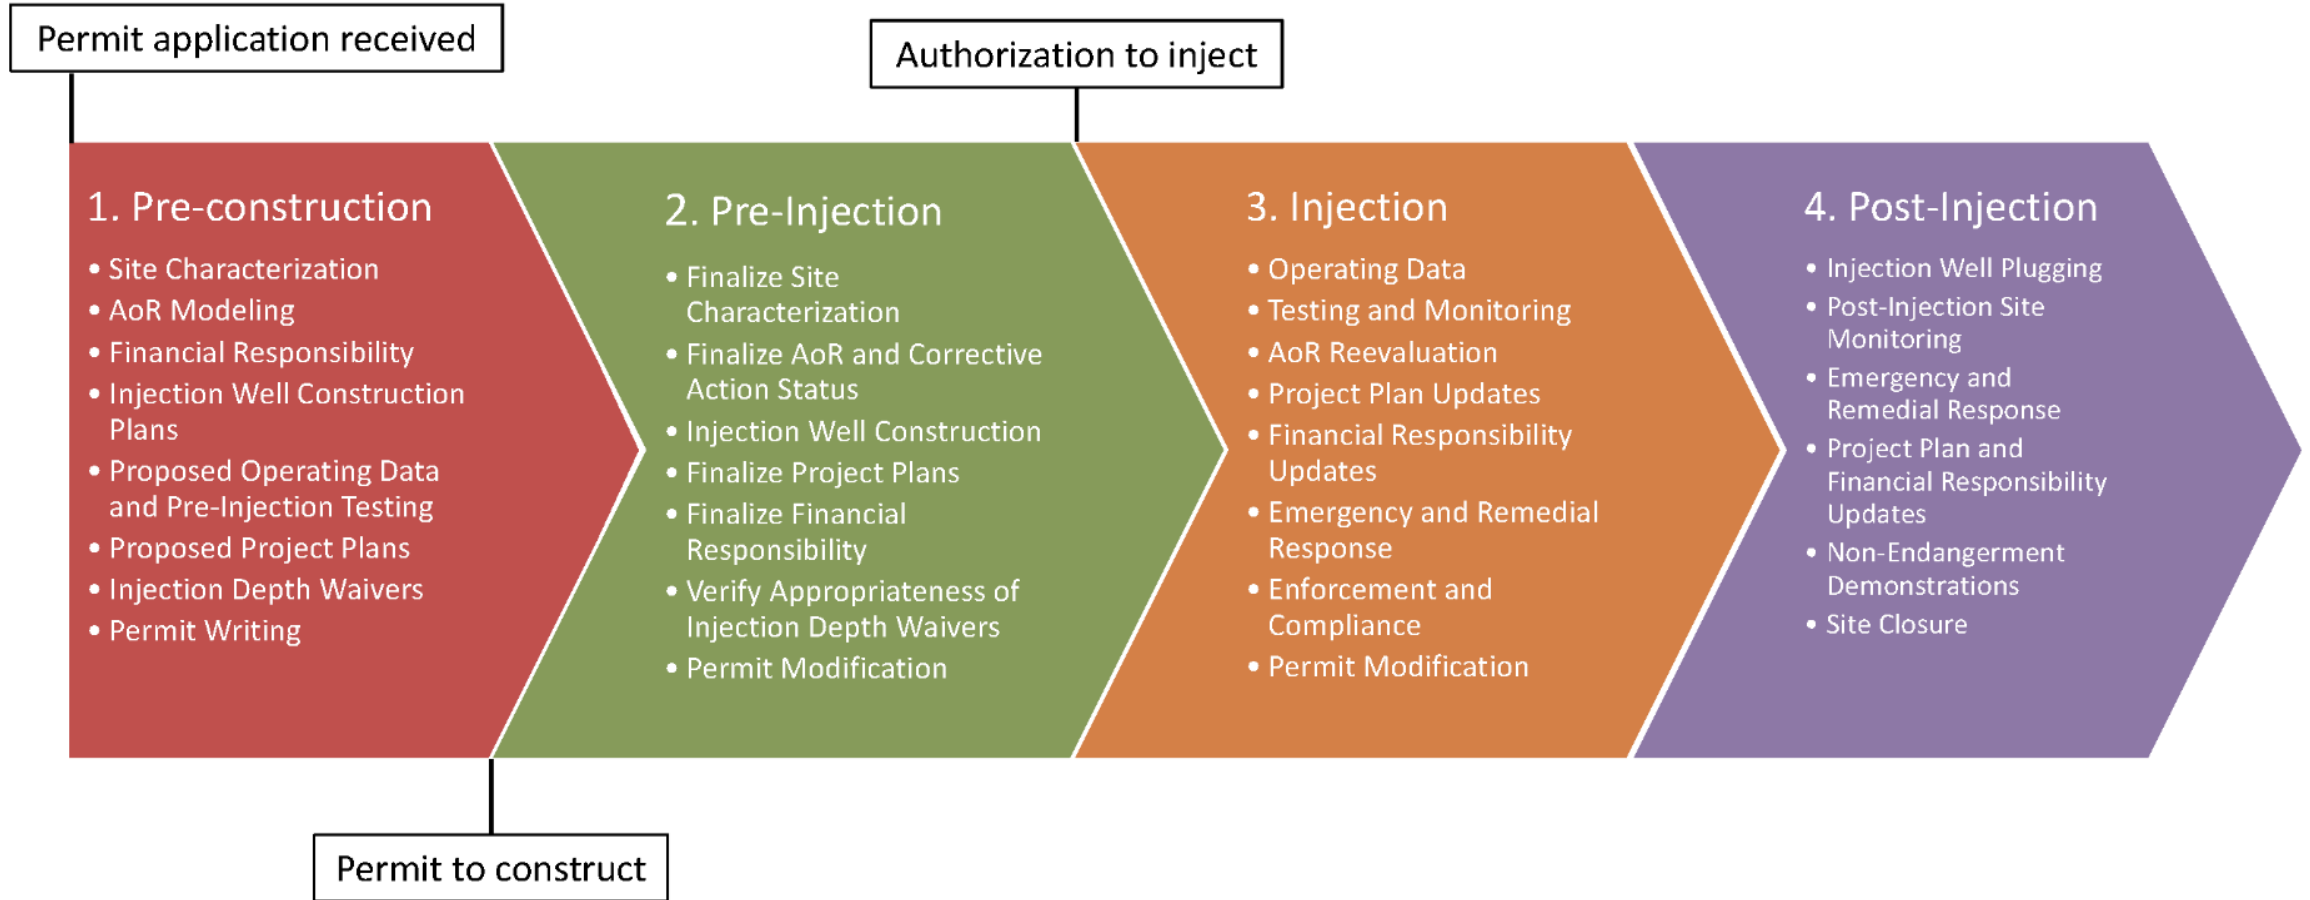 Permit application received
Authorization to inject
1. Pre-construction
• Site Characterization
• AoR Modeling
• Financial Responsibility
• Injection Well Construction
Plans
• Proposed Operating Data
and Pre-Injection Testing
• Proposed Project Plans
• Injection Depth Waivers
• Permit Writing
2. Pre-Injection
• Finalize Site
Characterization
• Finalize AoR and Corrective
Action Status
• Injection Well Construction
• Finalize Project Plans
• Finalize Financial
Responsibility
• Verify Appropriateness of
Injection Depth Waivers
• Permit Modification
3. Injection
• Operating Data
• Testing and Monitoring
• AoR Reevaluation
• Project Plan Updates
• Financial Responsibility
Updates
• Emergency and Remedial
Response
• Enforcement and
Compliance
• Permit Modification
4. Post-Injection
• Injection Well Plugging
• Post-Injection Site
Monitoring
• Emergency and
Remedial Response
• Project Plan and
Financial Responsibility
Updates
• Non-Endangerment
Demonstrations
• Site Closure
Permit to construct